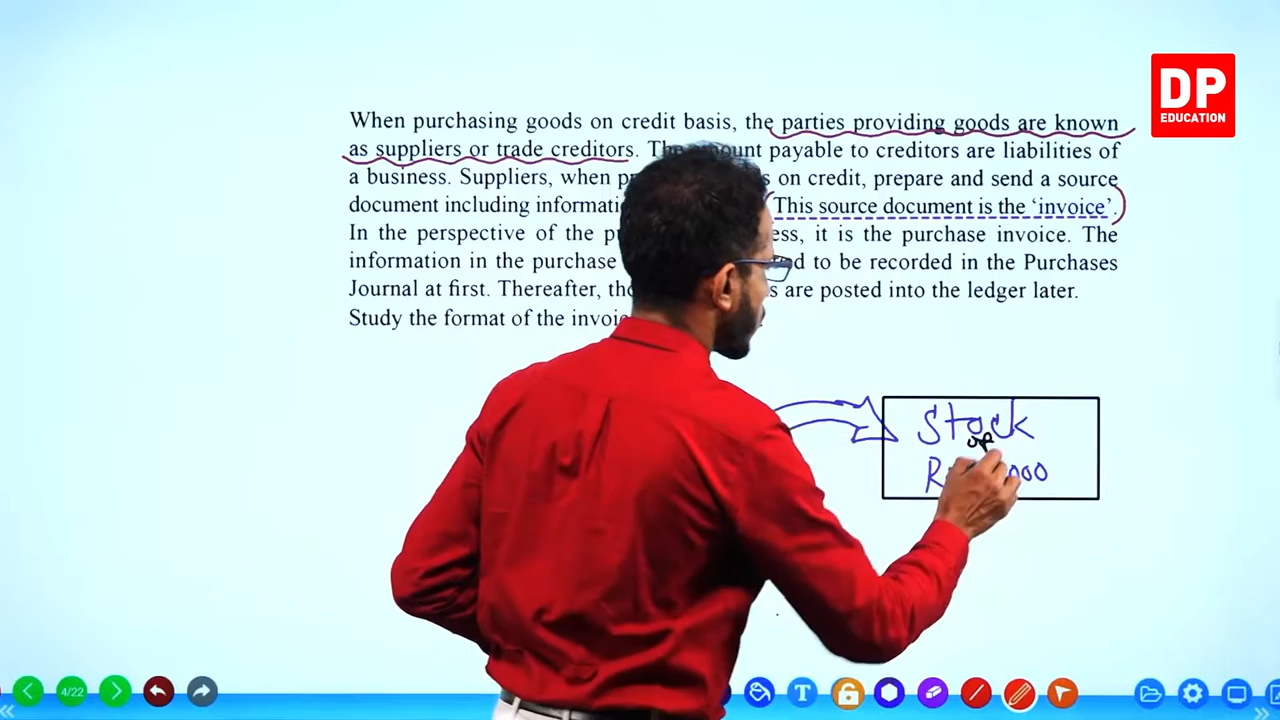 DP
EDUCATION
When purchasing goods on credit basis, the parties providing goods are known
as suppliers or trade creditors. payable to creditors are liabilities of
a business. Suppliers, when on credit, prepare and send a source
document including This source document is the ‘invoice’.
In the perspective of the it is the purchase invoice. The
information in the purchase to be recorded in the Purchases
Journal at first. Thereafter, are posted into the ledger later.
Study the format of the
Stock
4/22
T